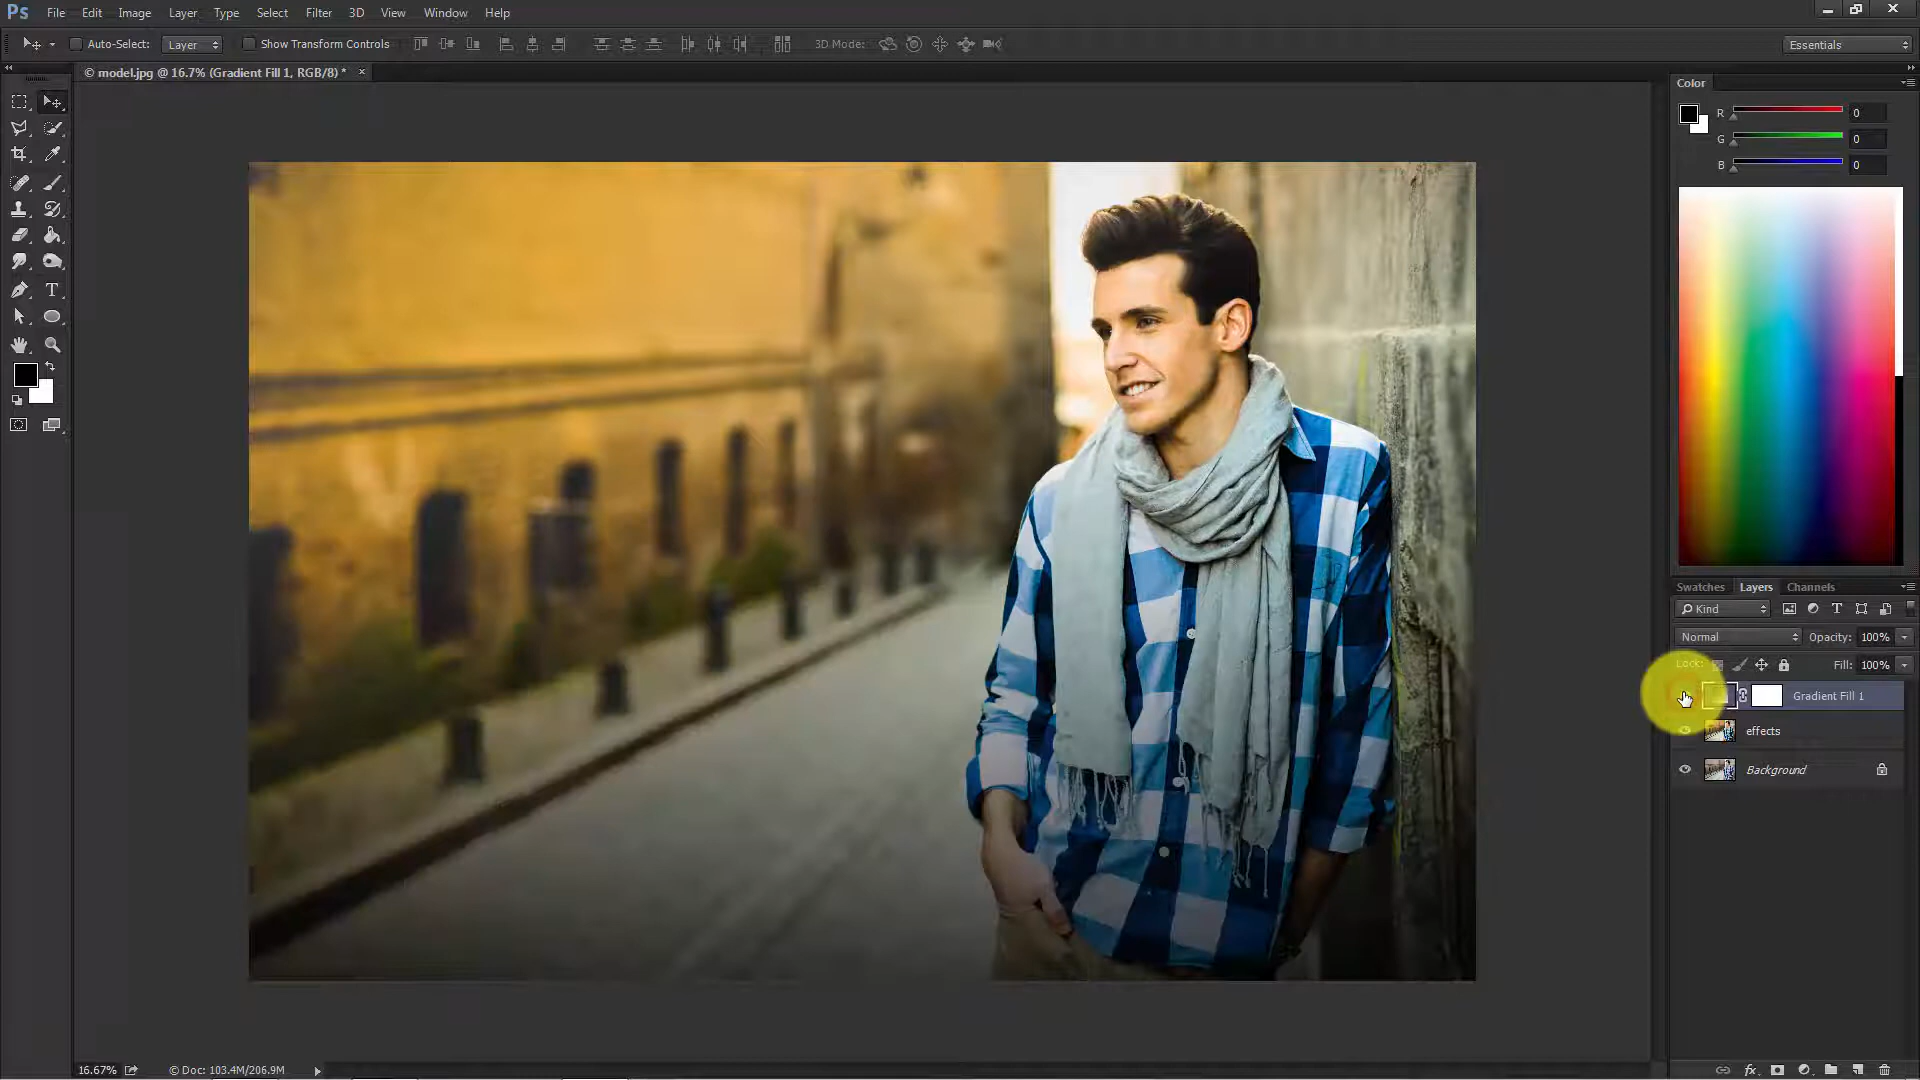 Ps File Edit Image Layer Type Select Filter 3D View Window Help
Auto-Select: Layer Show Transform Controls 3D Mode: Essentials
© model.jpg @ 16.7% (Gradient Fill 1, RGB/8) * ×
Color
R 0
G 0
B 0
Swatches Layers Channels
Kind T
Normal Opacity: 100%
Lock: Fill: 100%
Gradient Fill 1
effects
Background
T
16.67% © Doc: 103.4M/206.9M
fx